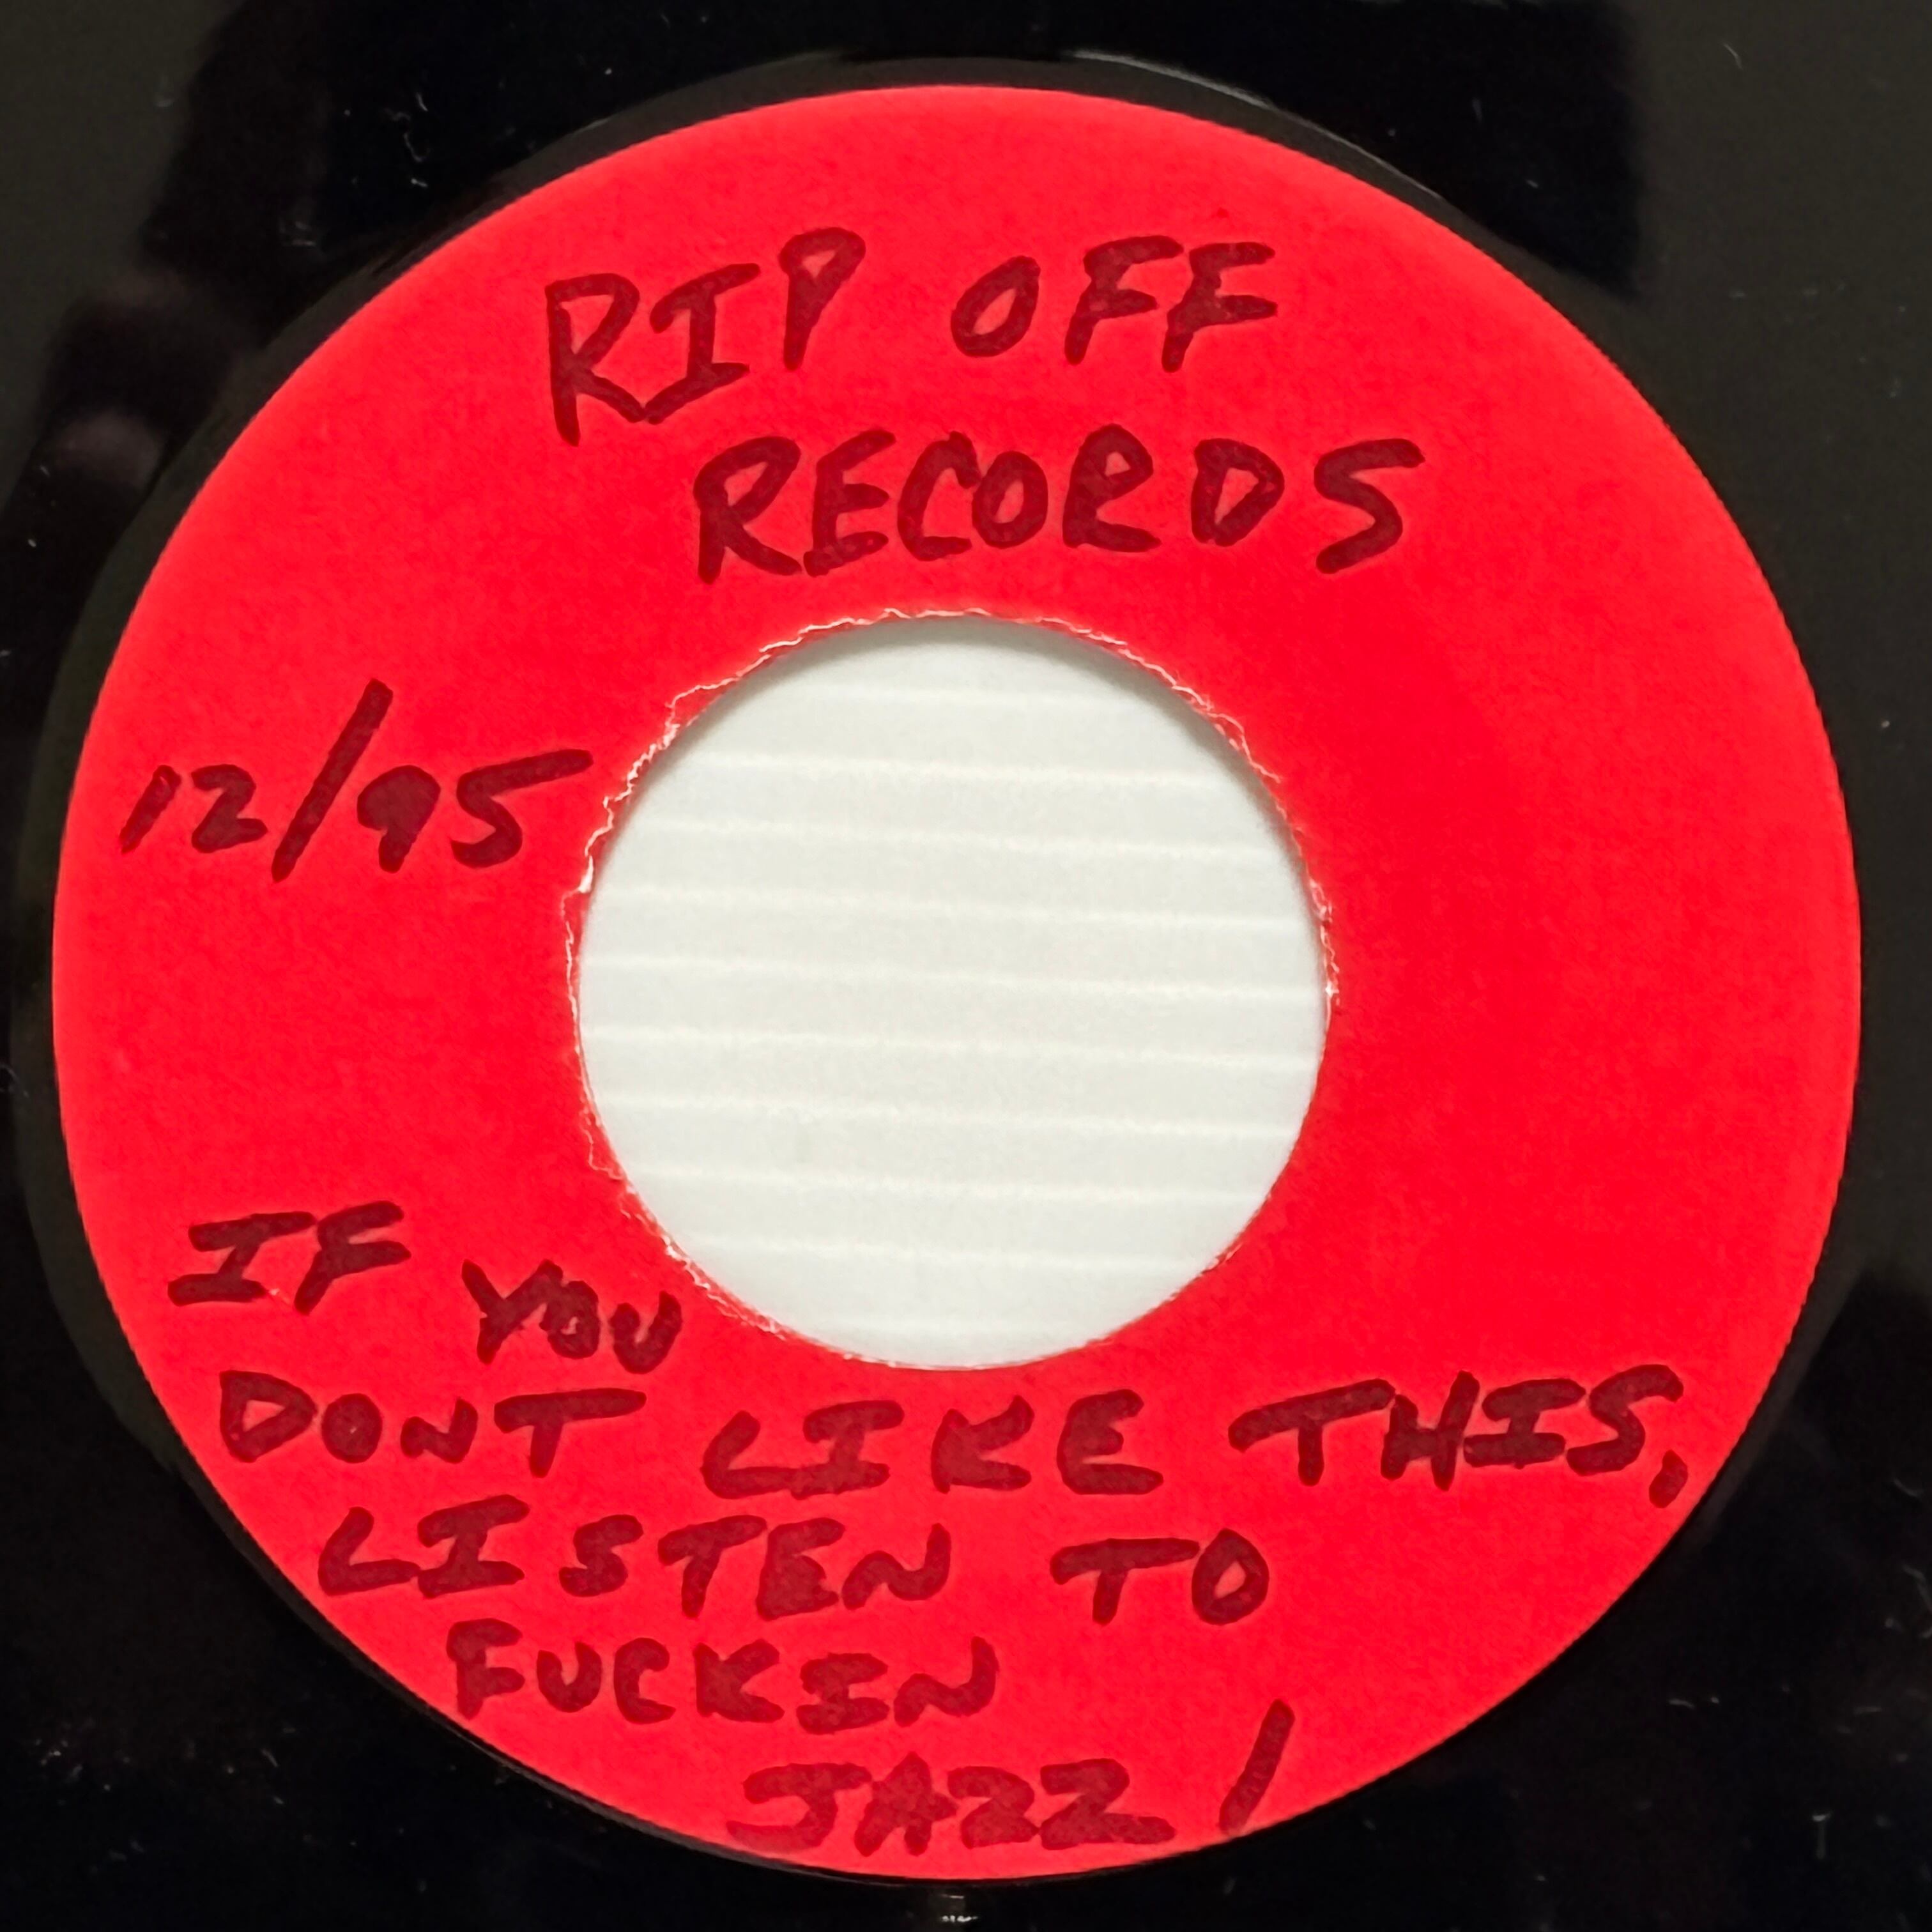 RIP OFF
RECORDS
12/95
IF YOU
DONT LIKE THIS,
LISTEN TO
FUCKIN
JAZZ!